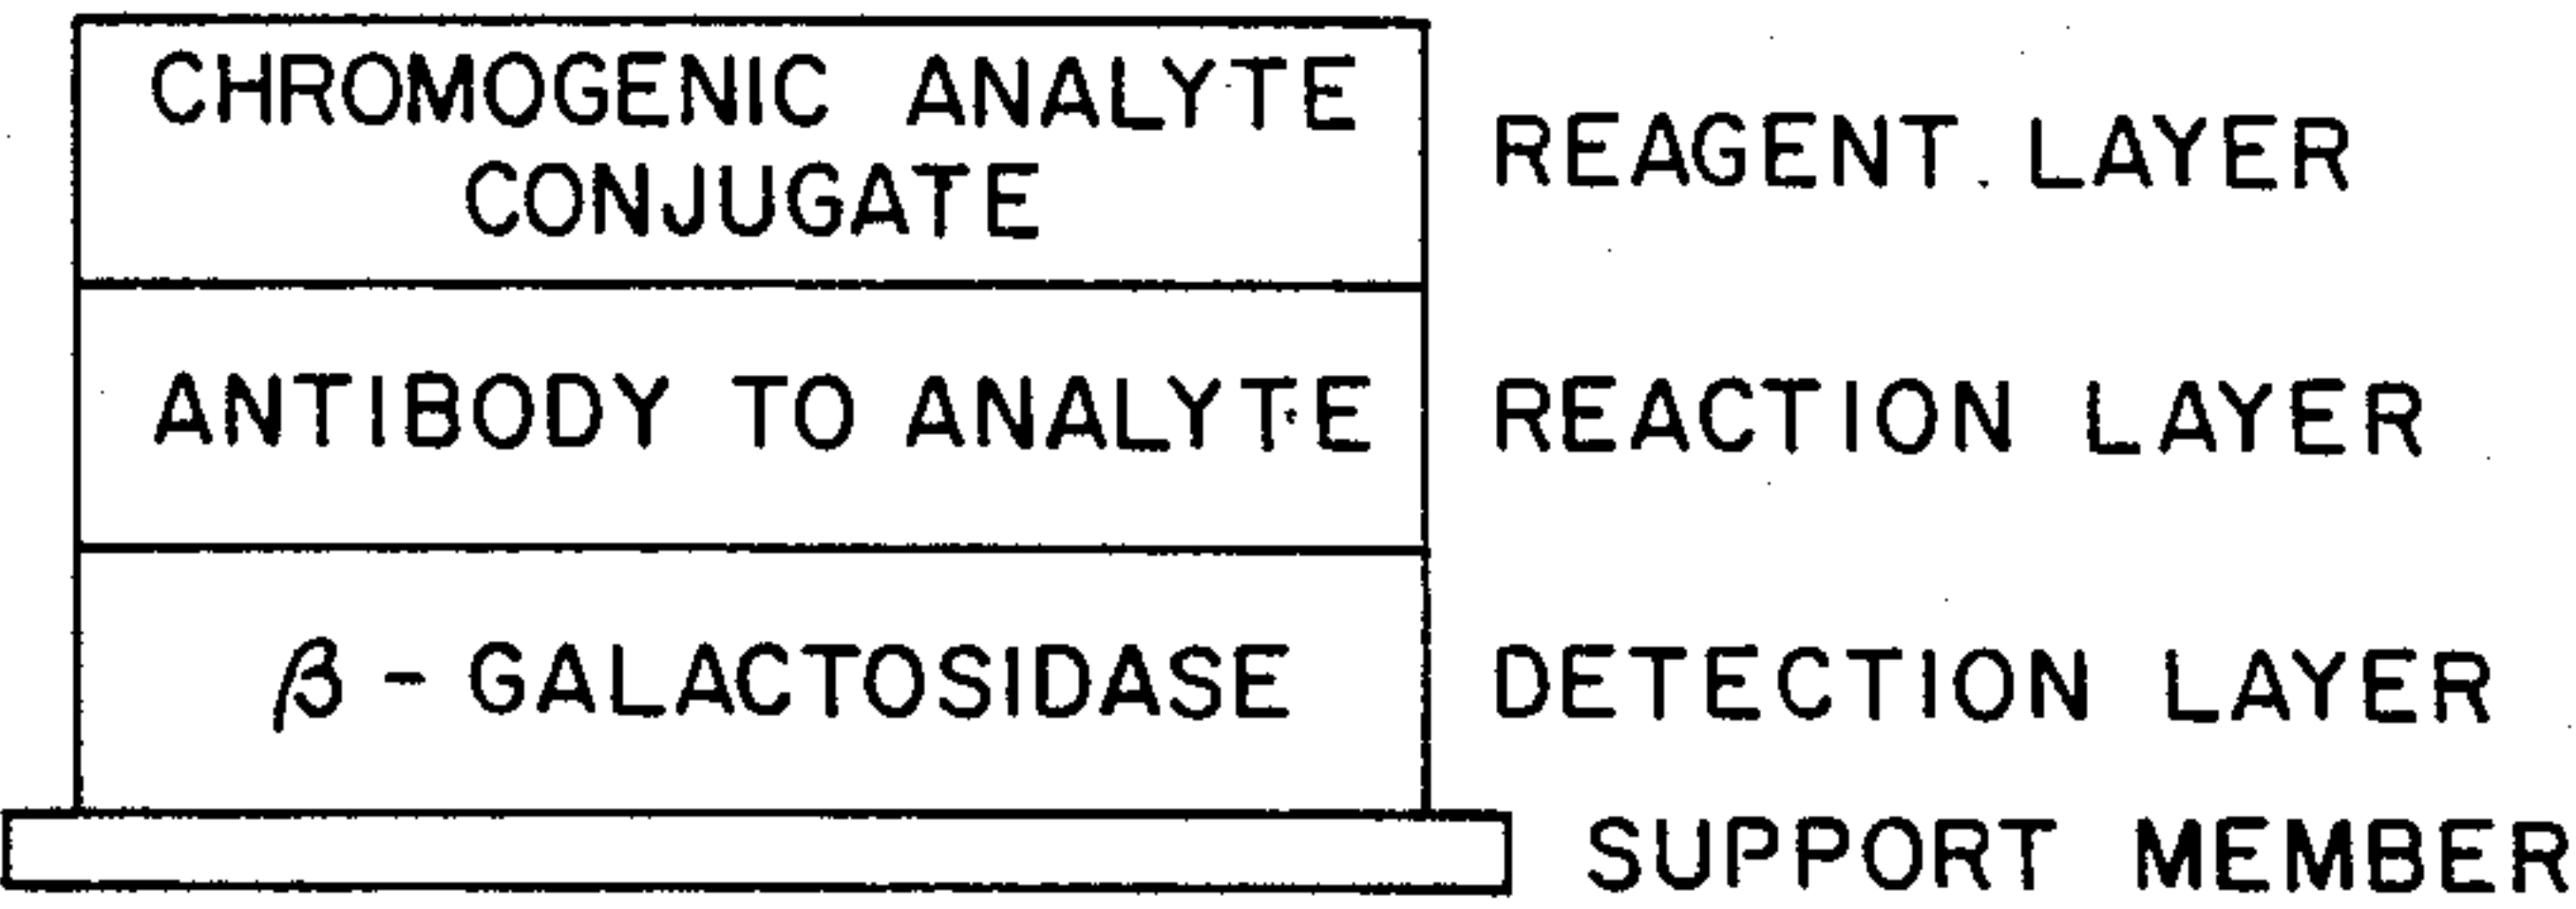 CHROMOGENIC ANALYTE
CONJUGATE
REAGENT LAYER
ANTIBODY TO ANALYTE
REACTION LAYER
β - GALACTOSIDASE
DETECTION LAYER
SUPPORT MEMBER